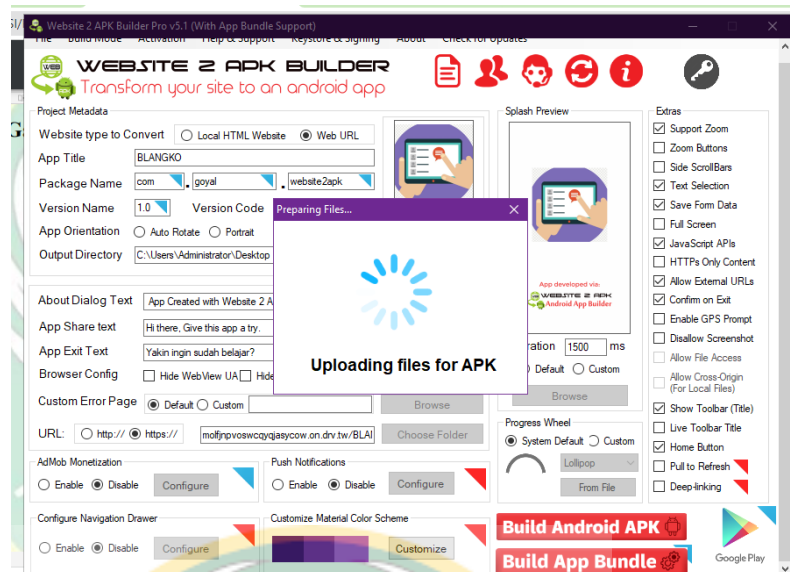 Website 2 APK Builder Pro v5.1 (With App Bundle Support)
File Build Mode Activation Help & Support Keystore & Signing About Check for Updates
WEBSITE 2 APK BUILDER
Transform your site to an android app
Project Metadata
Website type to Convert Local HTML Website Web URL
App Title BLANGKO
Package Name com . goyal . website2apk
Version Name 1.0 Version Code
App Orientation Auto Rotate Portrait
Output Directory C:\Users\Administrator\Desktop
About Dialog Text App Created with Website 2 A
App Share text Hi there, Give this app a try.
App Exit Text Yakin ingin sudah belajar?
Browser Config Hide WebView UA Hide
Custom Error Page Default Custom Browse
URL: http:// https:// molfjnpvoswcqyqjasycow.on.drv.tw/BLAI Choose Folder
AdMob Monetization
Enable Disable Configure
Push Notifications
Enable Disable Configure
Configure Navigation Drawer
Enable Disable Configure
Customize Material Color Scheme
Customize
Preparing Files...
Uploading files for APK
Splash Preview
App developed via:
WEBSITE 2 APK
Android App Builder
ration 1500 ms
Default Custom
Browse
Progress Wheel
System Default Custom
Lollipop
From File
Build Android APK
Build App Bundle
Extras
Support Zoom
Zoom Buttons
Side ScrollBars
Text Selection
Save Form Data
Full Screen
JavaScript APIs
HTTPs Only Content
Allow External URLs
Confirm on Exit
Enable GPS Prompt
Disallow Screenshot
Allow File Access
Allow Cross-Origin
(For Local Files)
Show Toolbar (Title)
Live Toolbar Title
Home Button
Pull to Refresh
Deep-linking
Google Play